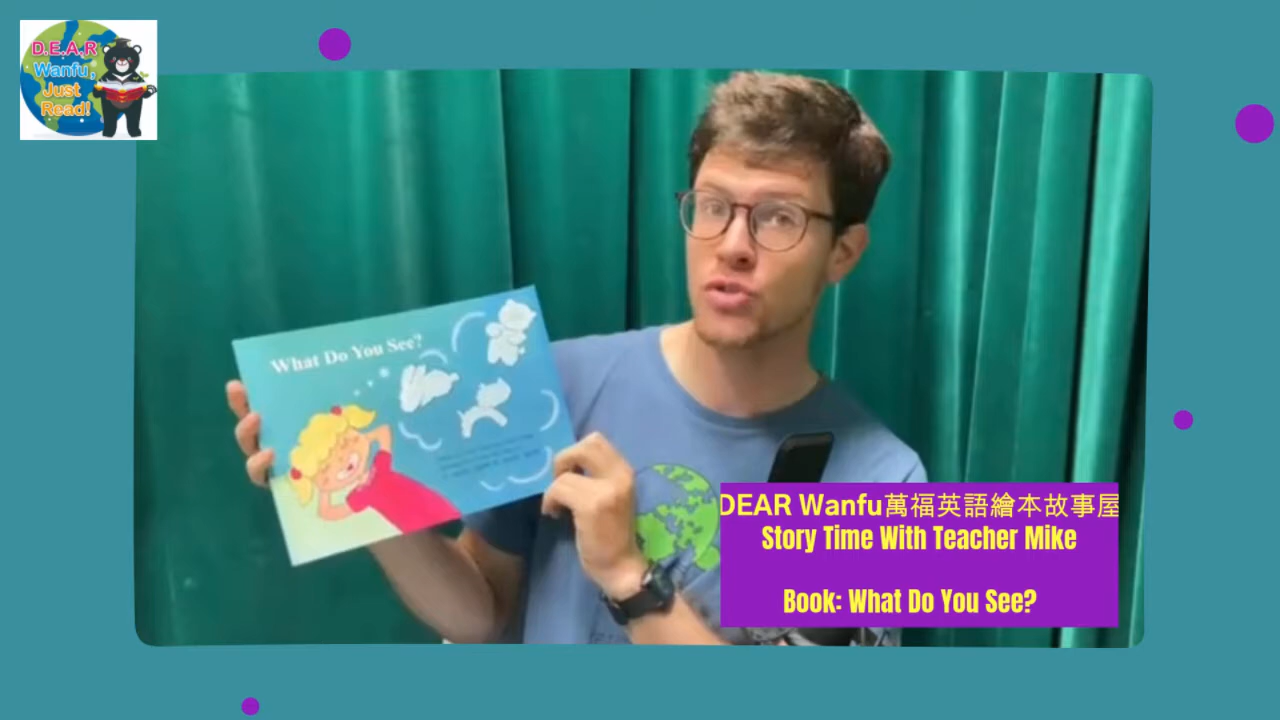 D.E.A.R
Wanfu,
Just
Read!
What Do You See?
DEAR Wanfu萬福英語繪本故事屋
Story Time With Teacher Mike
Book: What Do You See?